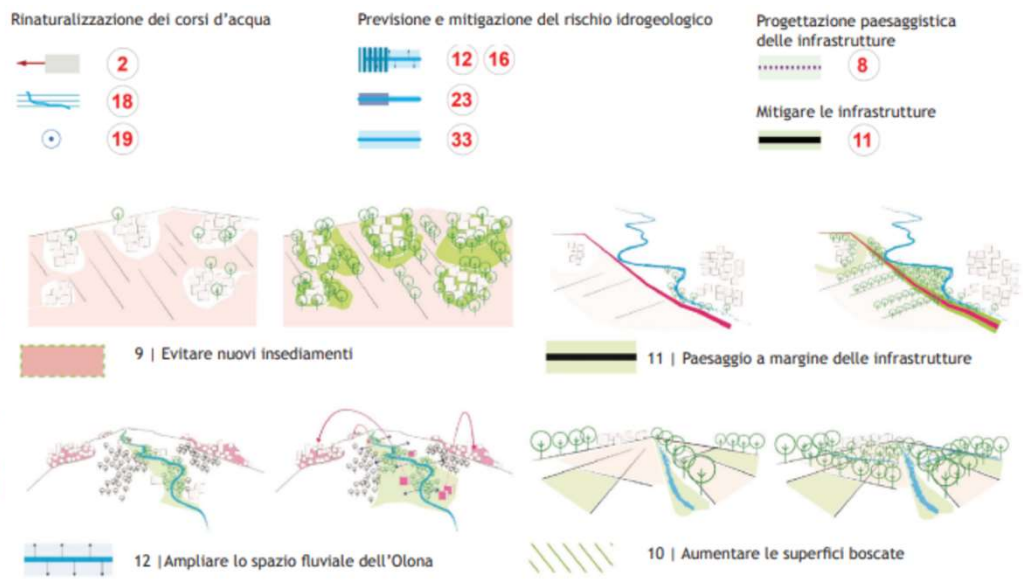 Rinaturalizzazione dei corsi d'acqua
2
18
19
Previsione e mitigazione del rischio idrogeologico
12 16
23
33
Progettazione paesaggistica
delle infrastrutture
8
Mitigare le infrastrutture
11
9 | Evitare nuovi insediamenti
11 | Paesaggio a margine delle infrastrutture
12 |Ampliare lo spazio fluviale dell'Olona
10 | Aumentare le superfici boscate